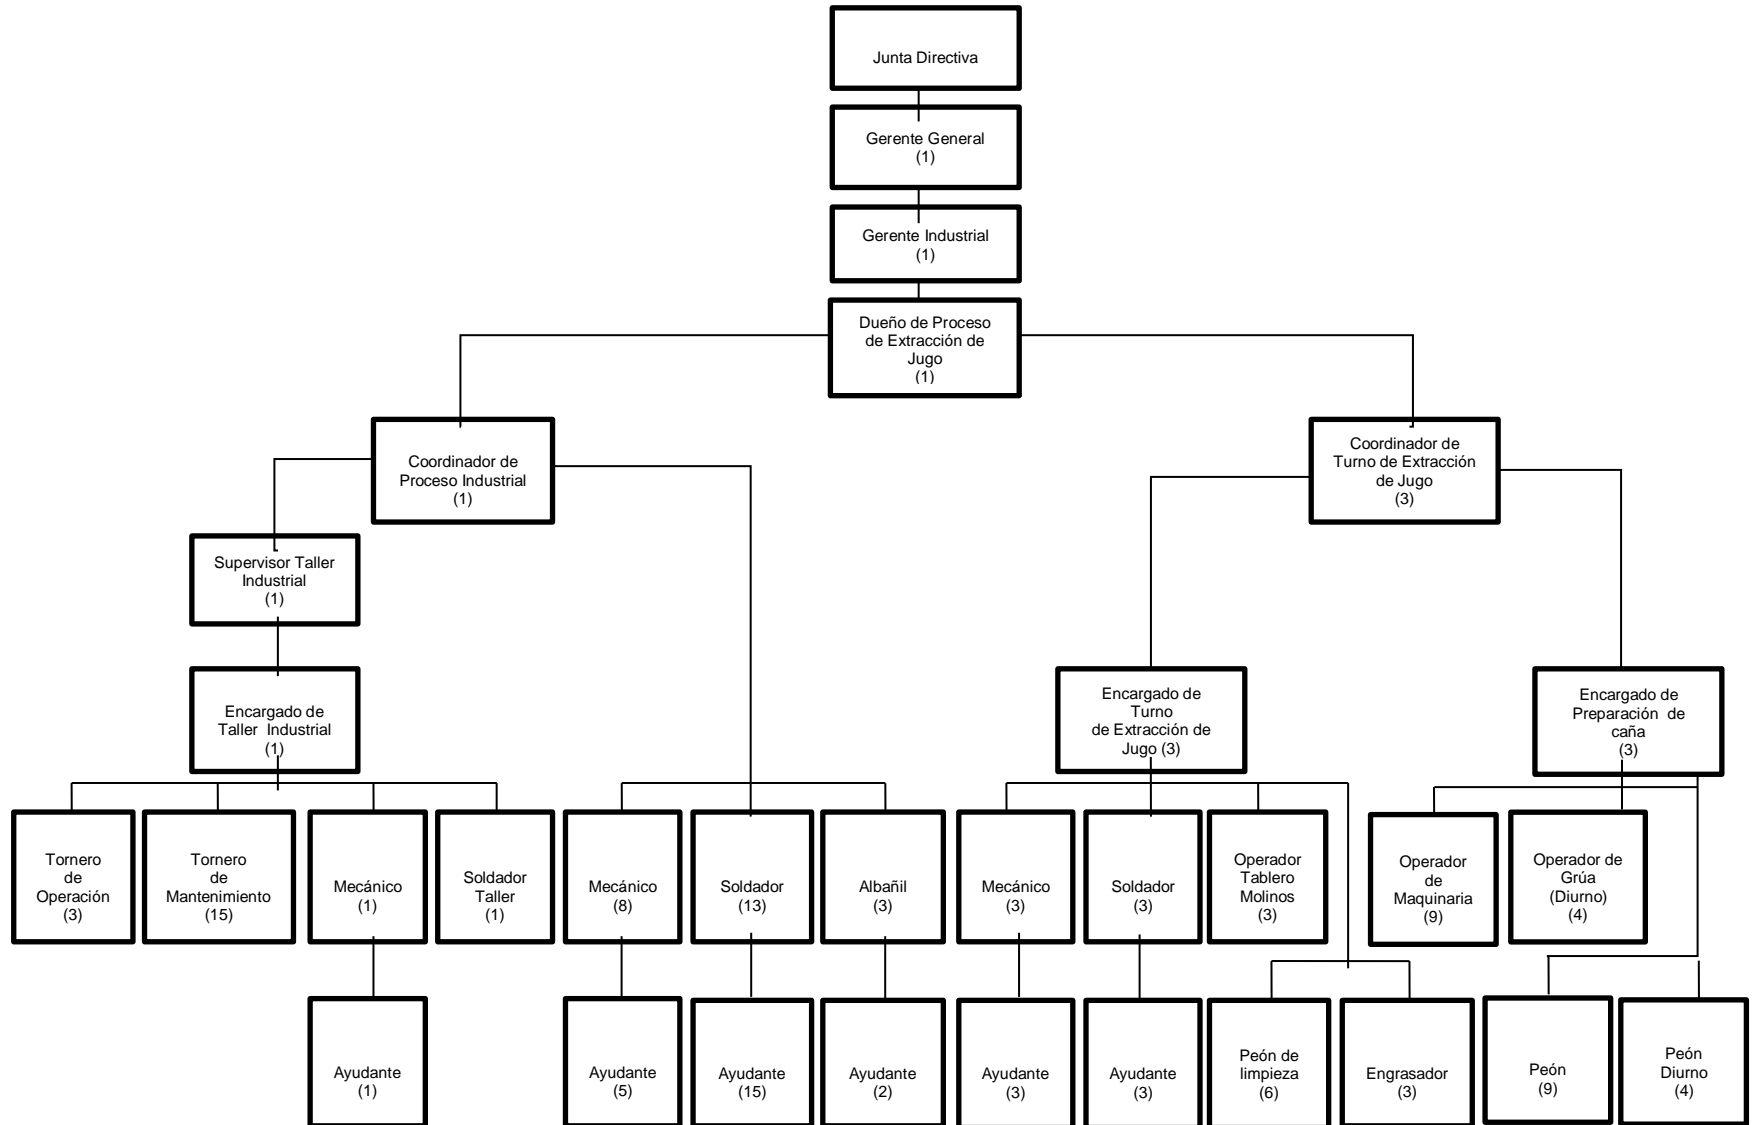 Junta Directiva
Gerente General
(1)
Gerente Industrial
(1)
Dueño de Proceso
de Extracción de
Jugo
(1)
Coordinador de
Proceso Industrial
(1)
Coordinador de
Turno de Extracción
de Jugo
(3)
Supervisor Taller
Industrial
(1)
Encargado de
Taller Industrial
(1)
Encargado de
Turno
de Extracción de
Jugo (3)
Encargado de
Preparación de
caña
(3)
Tornero
de
Operación
(3)
Tornero
de
Mantenimiento
(15)
Mecánico
(1)
Soldador
Taller
(1)
Mecánico
(8)
Soldador
(13)
Albañil
(3)
Mecánico
(3)
Soldador
(3)
Operador
Tablero
Molinos
(3)
Operador
de
Maquinaria
(9)
Operador de
Grúa
(Diurno)
(4)
Ayudante
(1)
Ayudante
(5)
Ayudante
(15)
Ayudante
(2)
Ayudante
(3)
Ayudante
(3)
Peón de
limpieza
(6)
Engrasador
(3)
Peón
(9)
Peón
Diurno
(4)